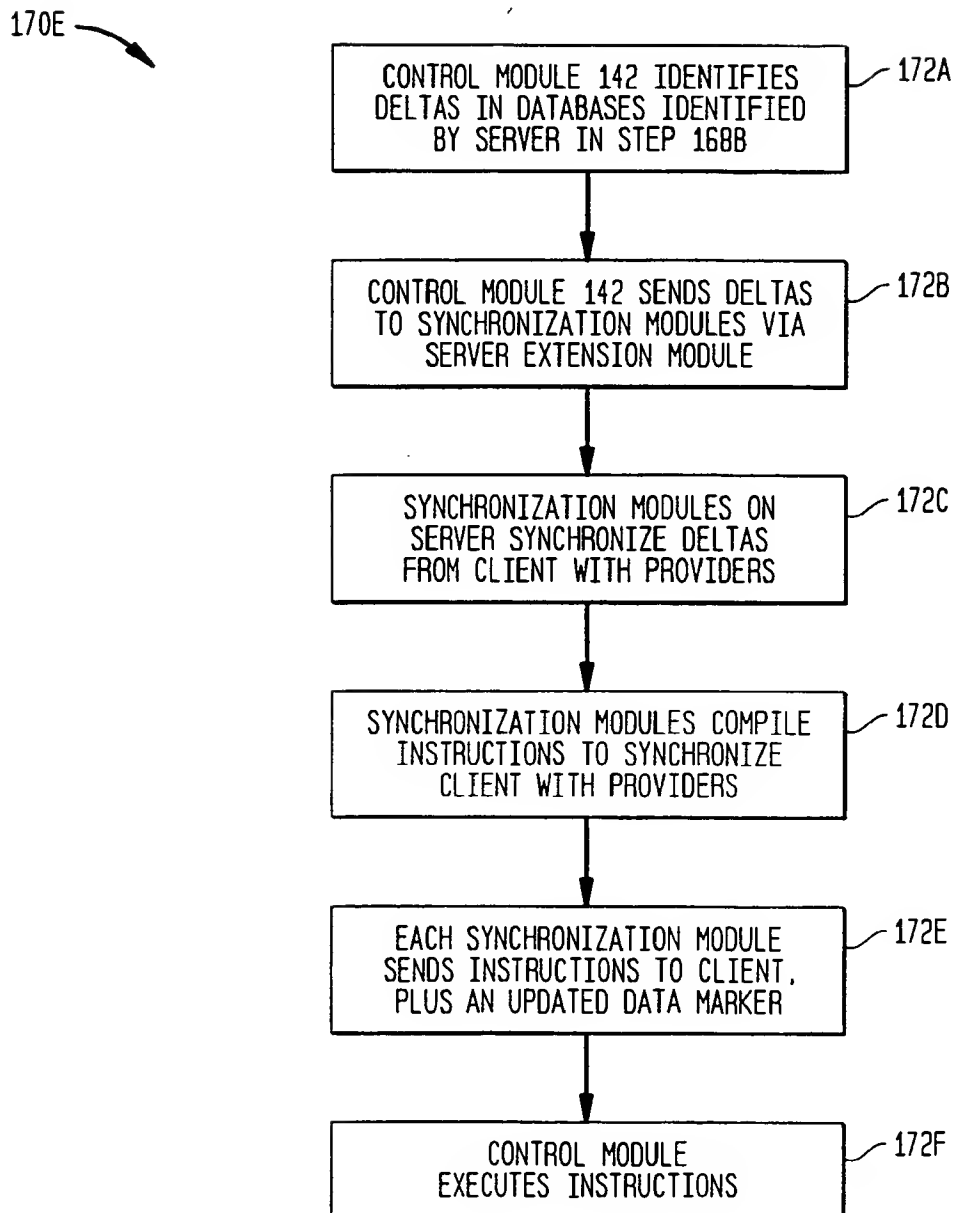 170E
CONTROL MODULE 142 IDENTIFIES
DELTAS IN DATABASES IDENTIFIED
BY SERVER IN STEP 168B
172A
CONTROL MODULE 142 SENDS DELTAS
TO SYNCHRONIZATION MODULES VIA
SERVER EXTENSION MODULE
172B
SYNCHRONIZATION MODULES ON
SERVER SYNCHRONIZE DELTAS
FROM CLIENT WITH PROVIDERS
172C
SYNCHRONIZATION MODULES COMPILE
INSTRUCTIONS TO SYNCHRONIZE
CLIENT WITH PROVIDERS
172D
EACH SYNCHRONIZATION MODULE
SENDS INSTRUCTIONS TO CLIENT,
PLUS AN UPDATED DATA MARKER
172E
CONTROL MODULE
EXECUTES INSTRUCTIONS
172F